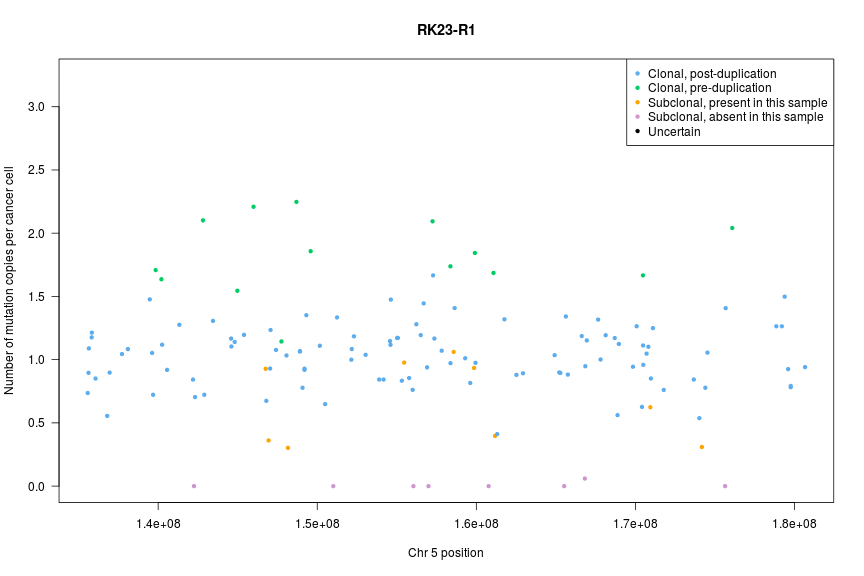 RK23-R1
Clonal, post-duplication
Clonal, pre-duplication
Subclonal, present in this sample
Subclonal, absent in this sample
Uncertain
Number of mutation copies per cancer cell
3.0
2.5
2.0
1.5
1.0
0.5
0.0
1.4e+08 1.5e+08 1.6e+08 1.7e+08 1.8e+08
Chr 5 position